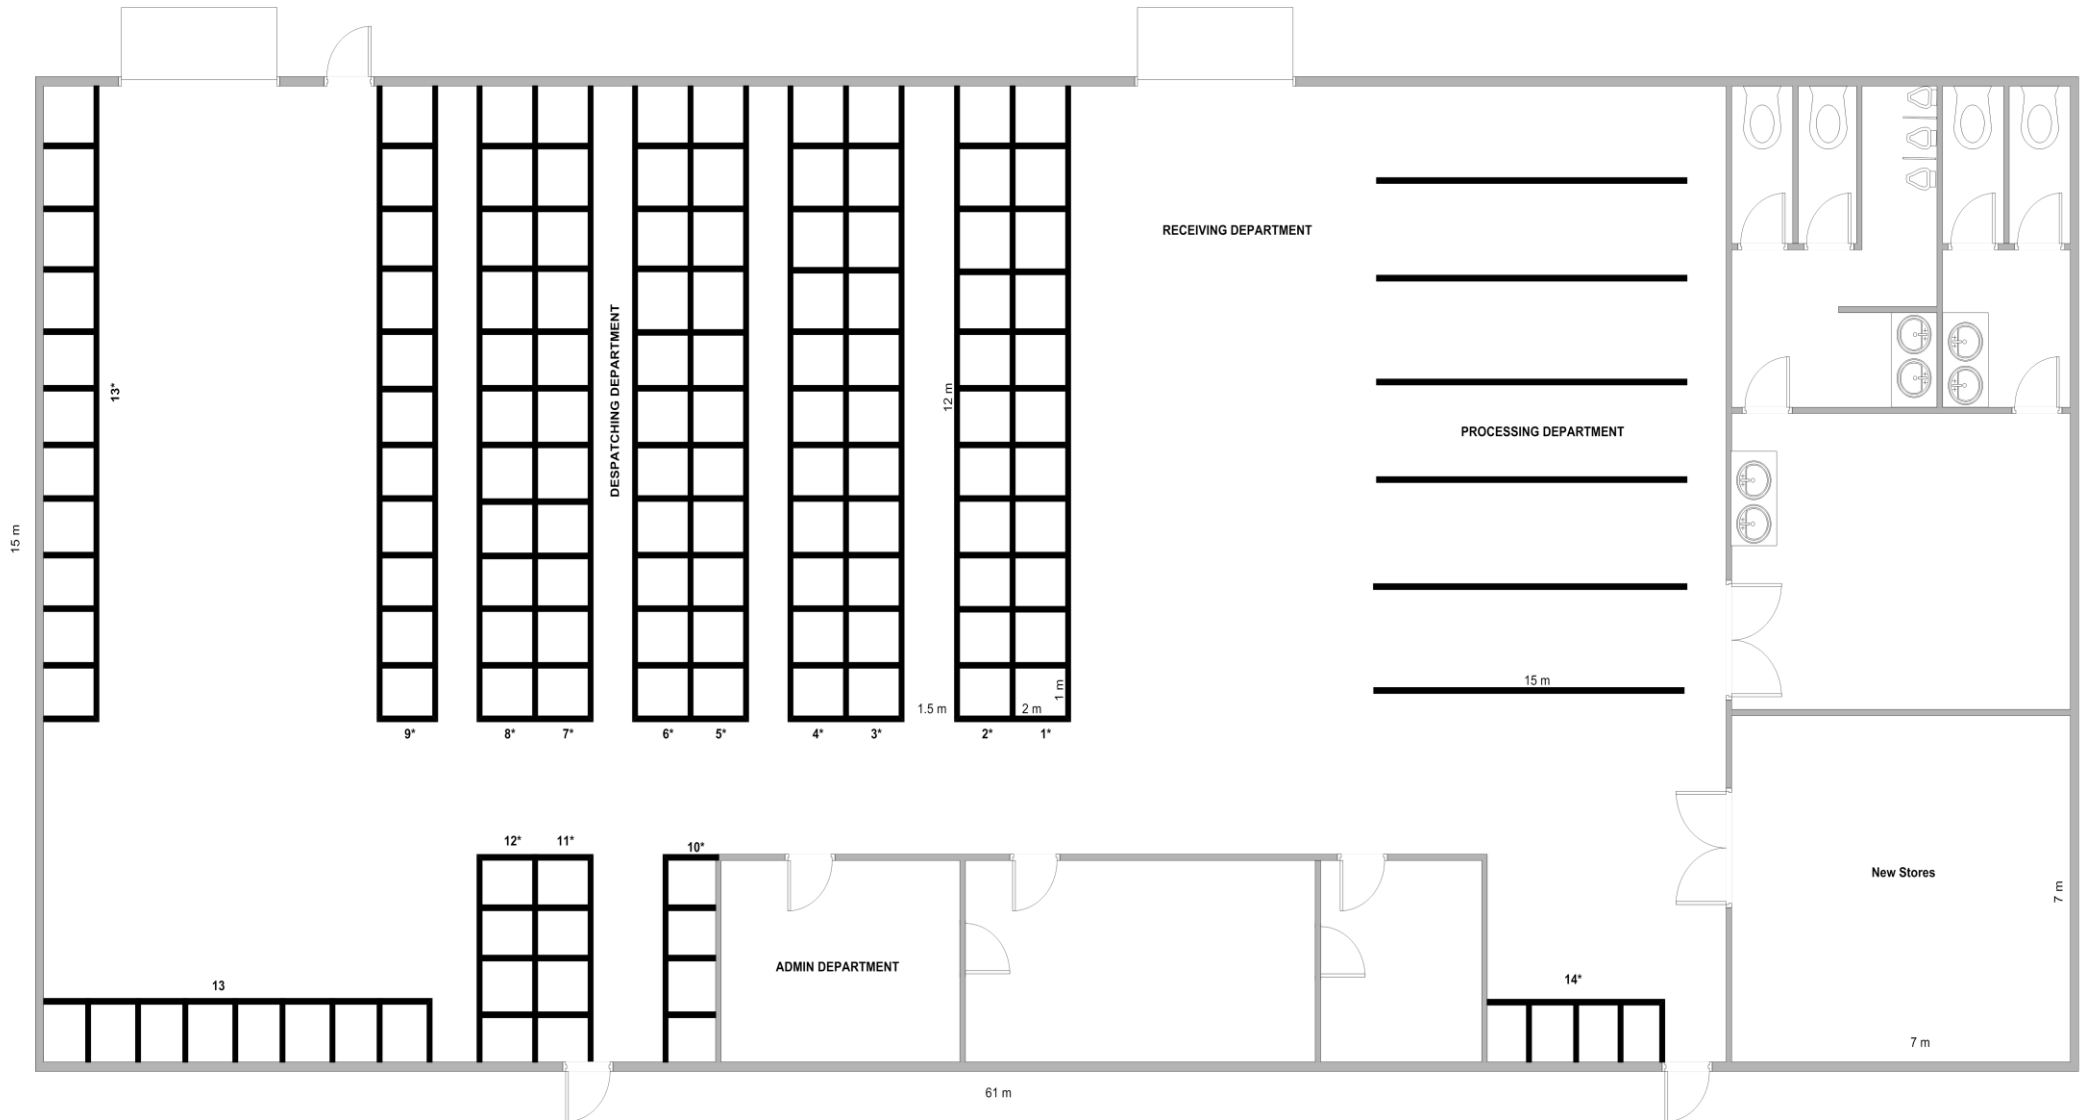 RECEIVING DEPARTMENT
DESPATCHING DEPARTMENT
13*
12 m
PROCESSING DEPARTMENT
15 m
15 m
1 m
1.5 m
2 m
9*
8*
7*
6*
5*
4*
3*
2*
1*
12*
11*
10*
New Stores
7 m
ADMIN DEPARTMENT
13
14*
7 m
61 m